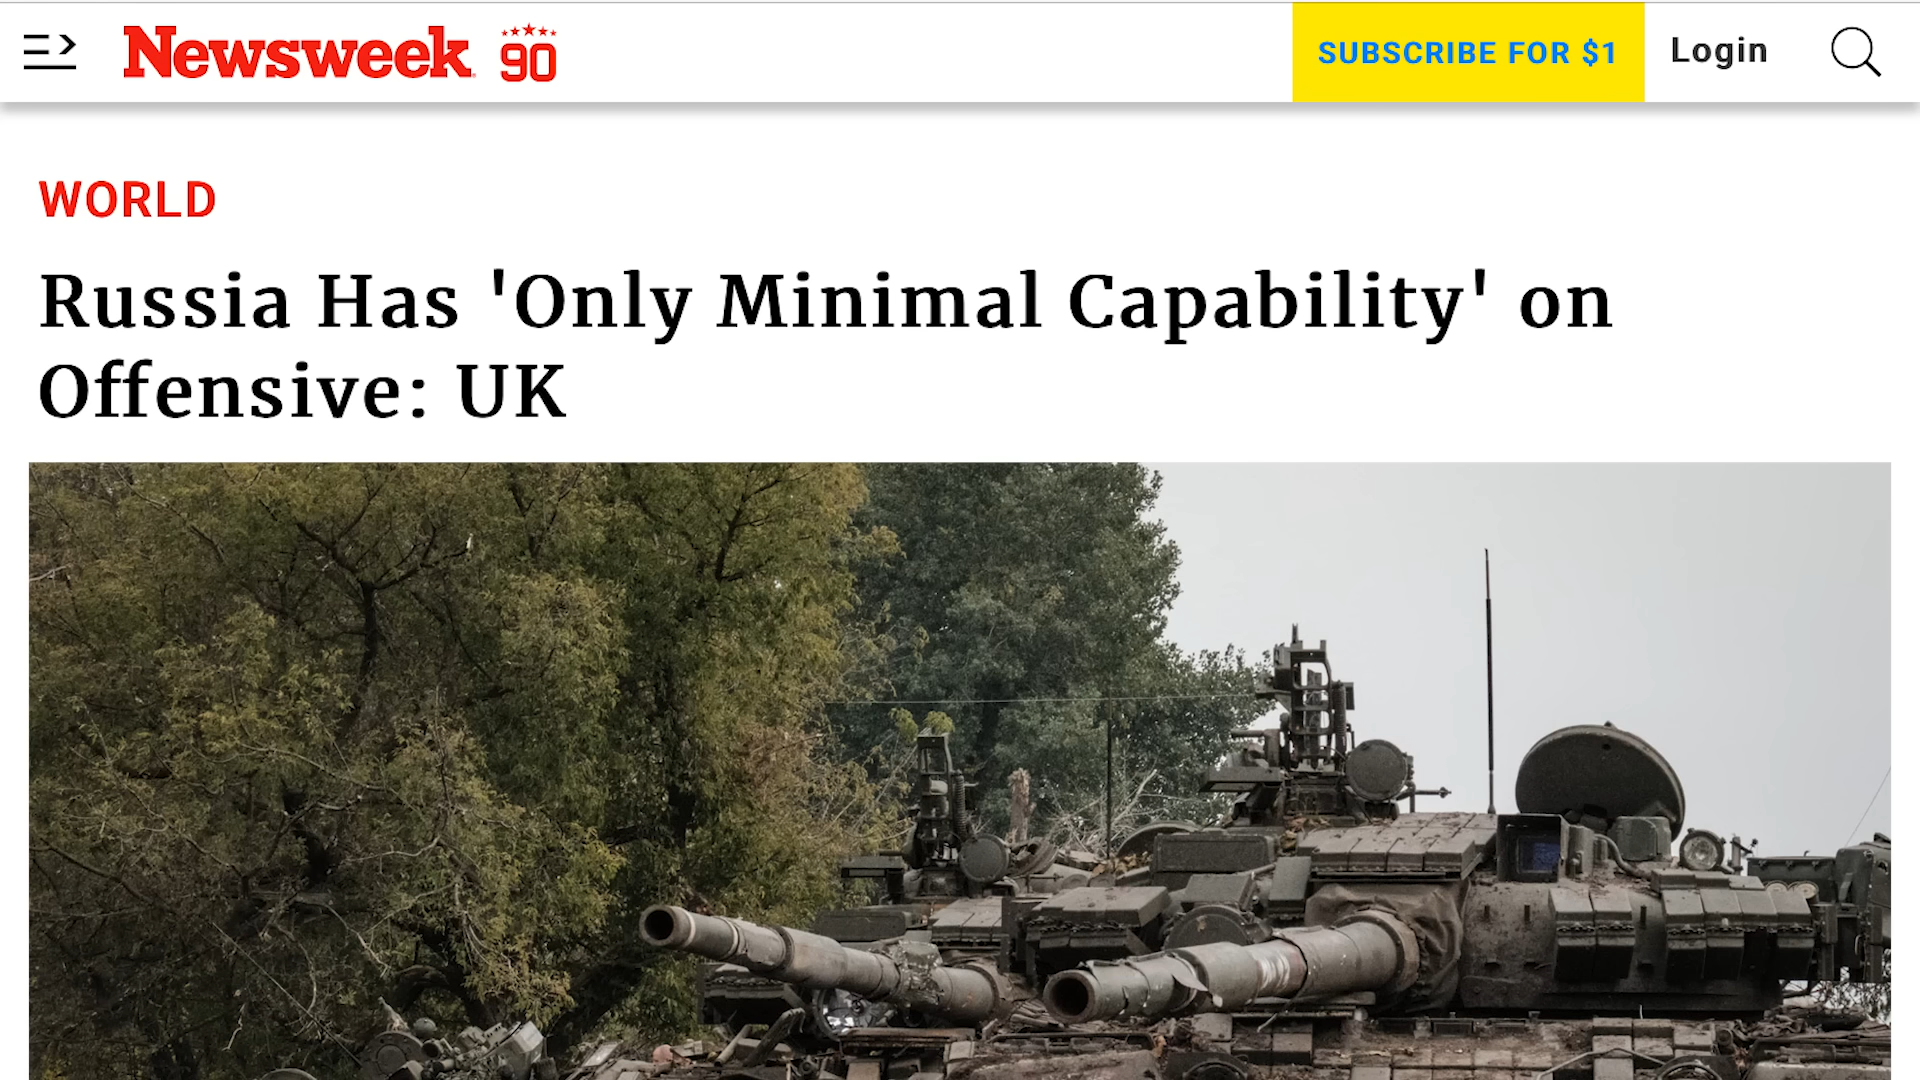 Newsweek 90
SUBSCRIBE FOR $1
Login
WORLD
Russia Has 'Only Minimal Capability' on
Offensive: UK